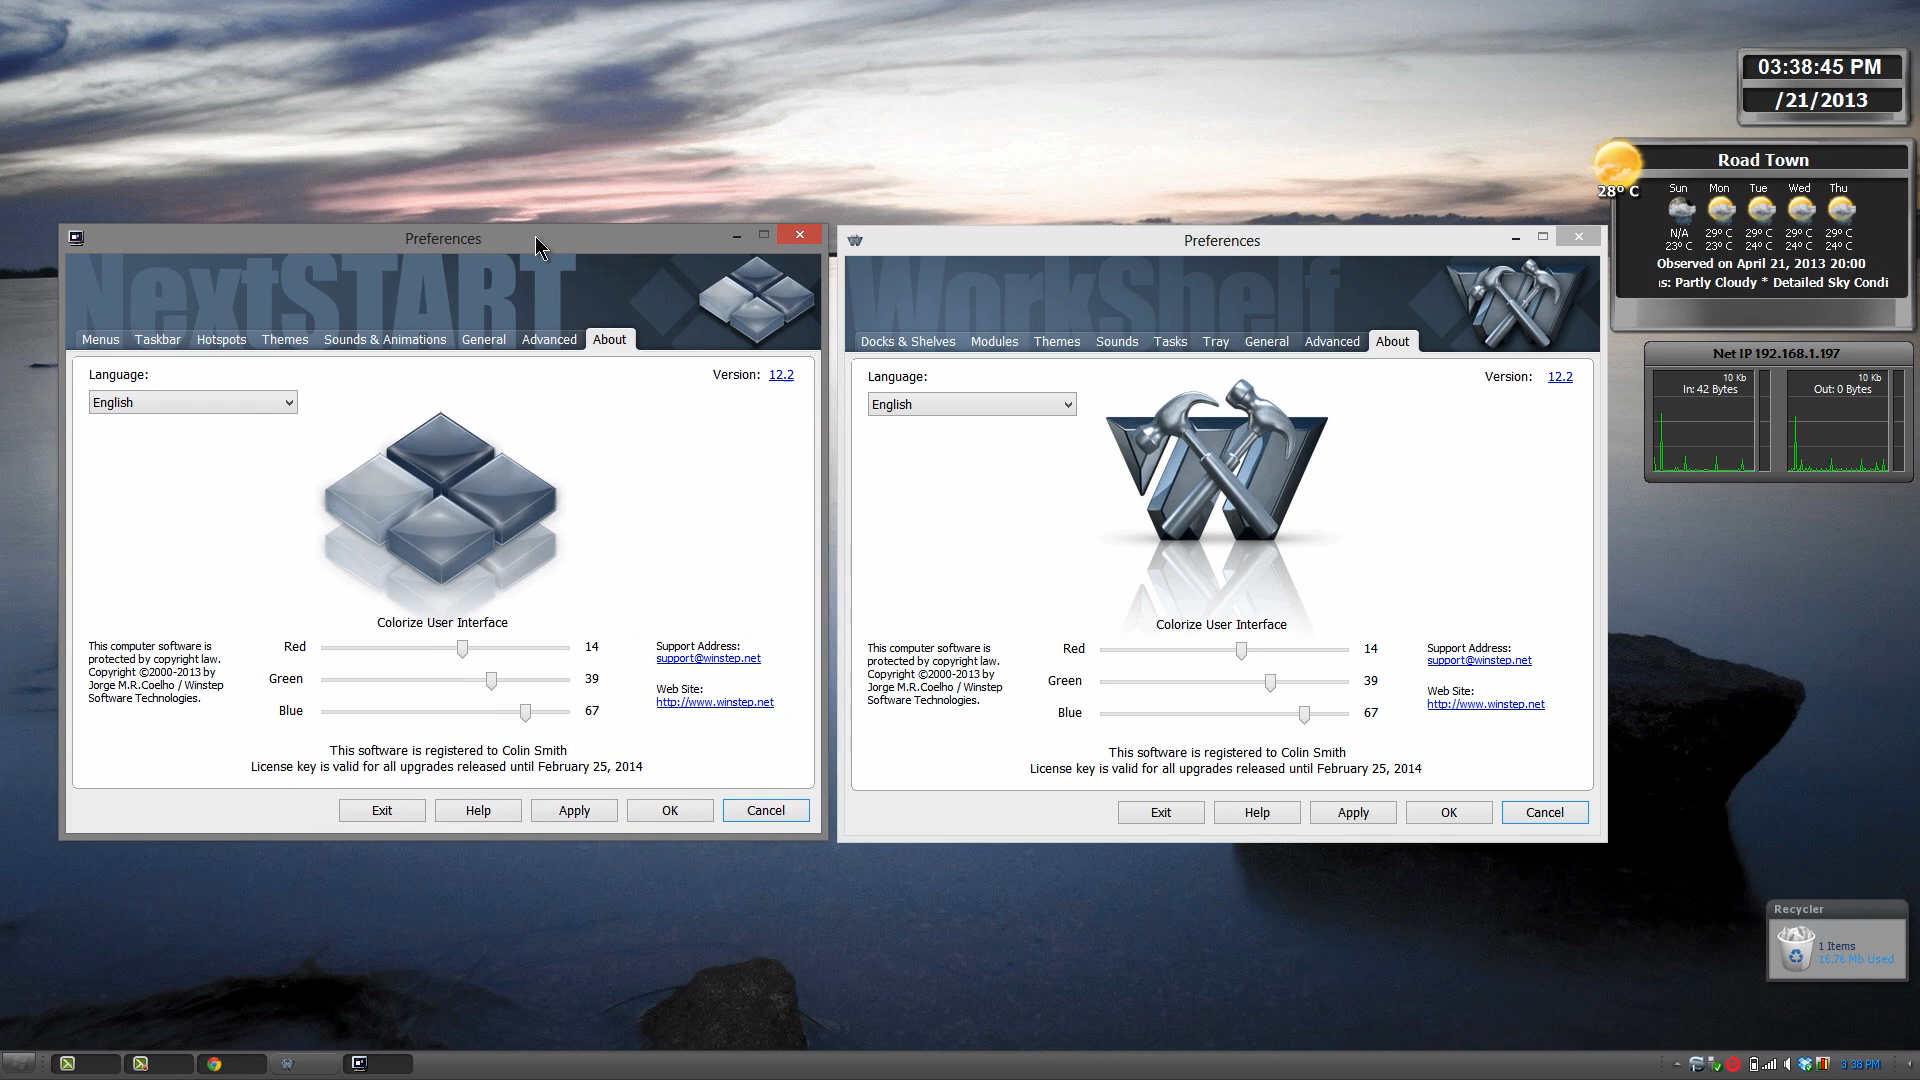 03:38:45 PM
/21/2013
Road Town
28° C
Sun Mon Tue Wed Thu
N/A 29° C 29° C 29° C 29° C
23° C 23° C 24° C 24° C 24° C
Observed on April 21, 2013 20:00
s: Partly Cloudy * Detailed Sky Condi
Net IP 192.168.1.197
10 Kb 10 Kb
In: 42 Bytes Out: 0 Bytes
Preferences
NextSTART
Menus Taskbar Hotspots Themes Sounds & Animations General Advanced About
Language: Version: 12.2
English
Colorize User Interface
Red 14
Green 39
Blue 67
This computer software is
protected by copyright law.
Copyright ©2000-2013 by
Jorge M.R.Coelho / Winstep
Software Technologies.
Support Address:
support@winstep.net
Web Site:
http://www.winstep.net
This software is registered to Colin Smith
License key is valid for all upgrades released until February 25, 2014
Exit Help Apply OK Cancel
Preferences
WorkShelf
Docks & Shelves Modules Themes Sounds Tasks Tray General Advanced About
Language: Version: 12.2
English
Colorize User Interface
Red 14
Green 39
Blue 67
This computer software is
protected by copyright law.
Copyright ©2000-2013 by
Jorge M.R.Coelho / Winstep
Software Technologies.
Support Address:
support@winstep.net
Web Site:
http://www.winstep.net
This software is registered to Colin Smith
License key is valid for all upgrades released until February 25, 2014
Exit Help Apply OK Cancel
Recycler
1 Items
16.76 Mb Used
3:38 PM